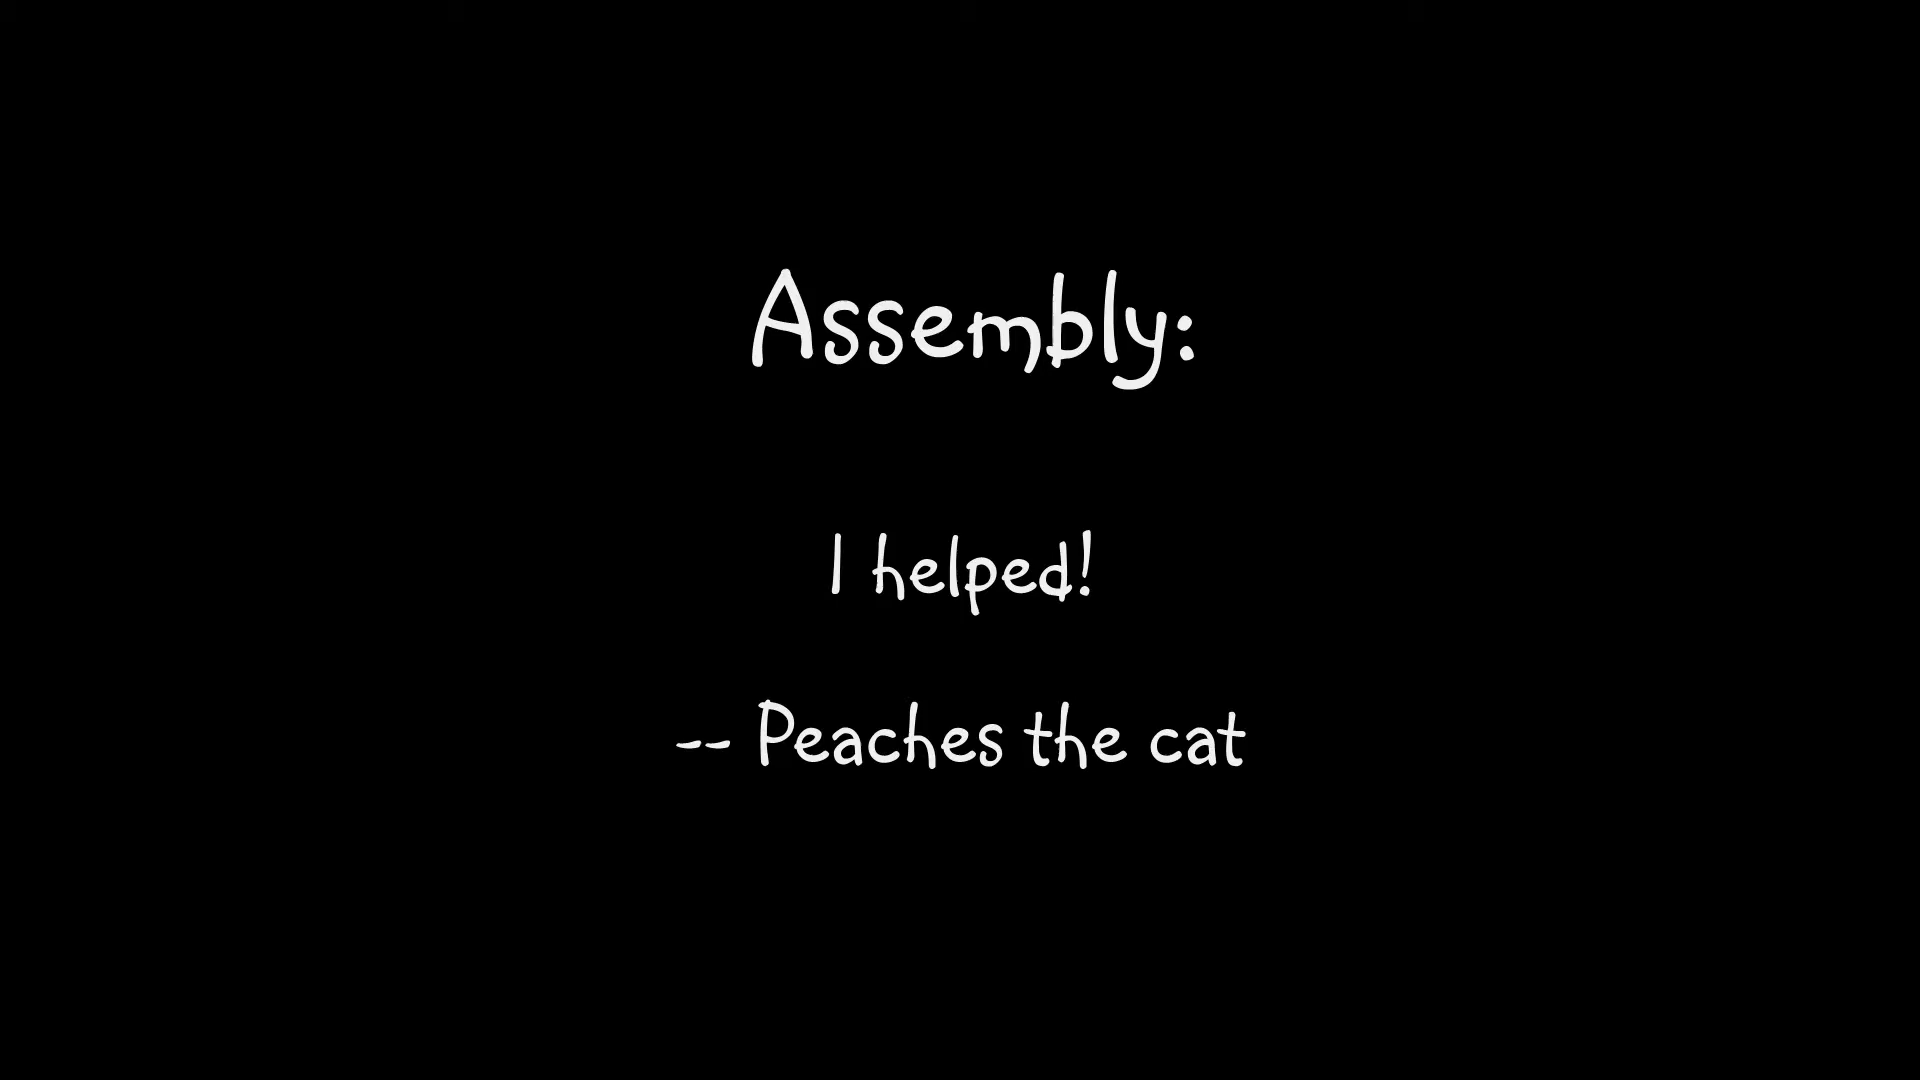 Assembly:
I helped!
-- Peaches the cat